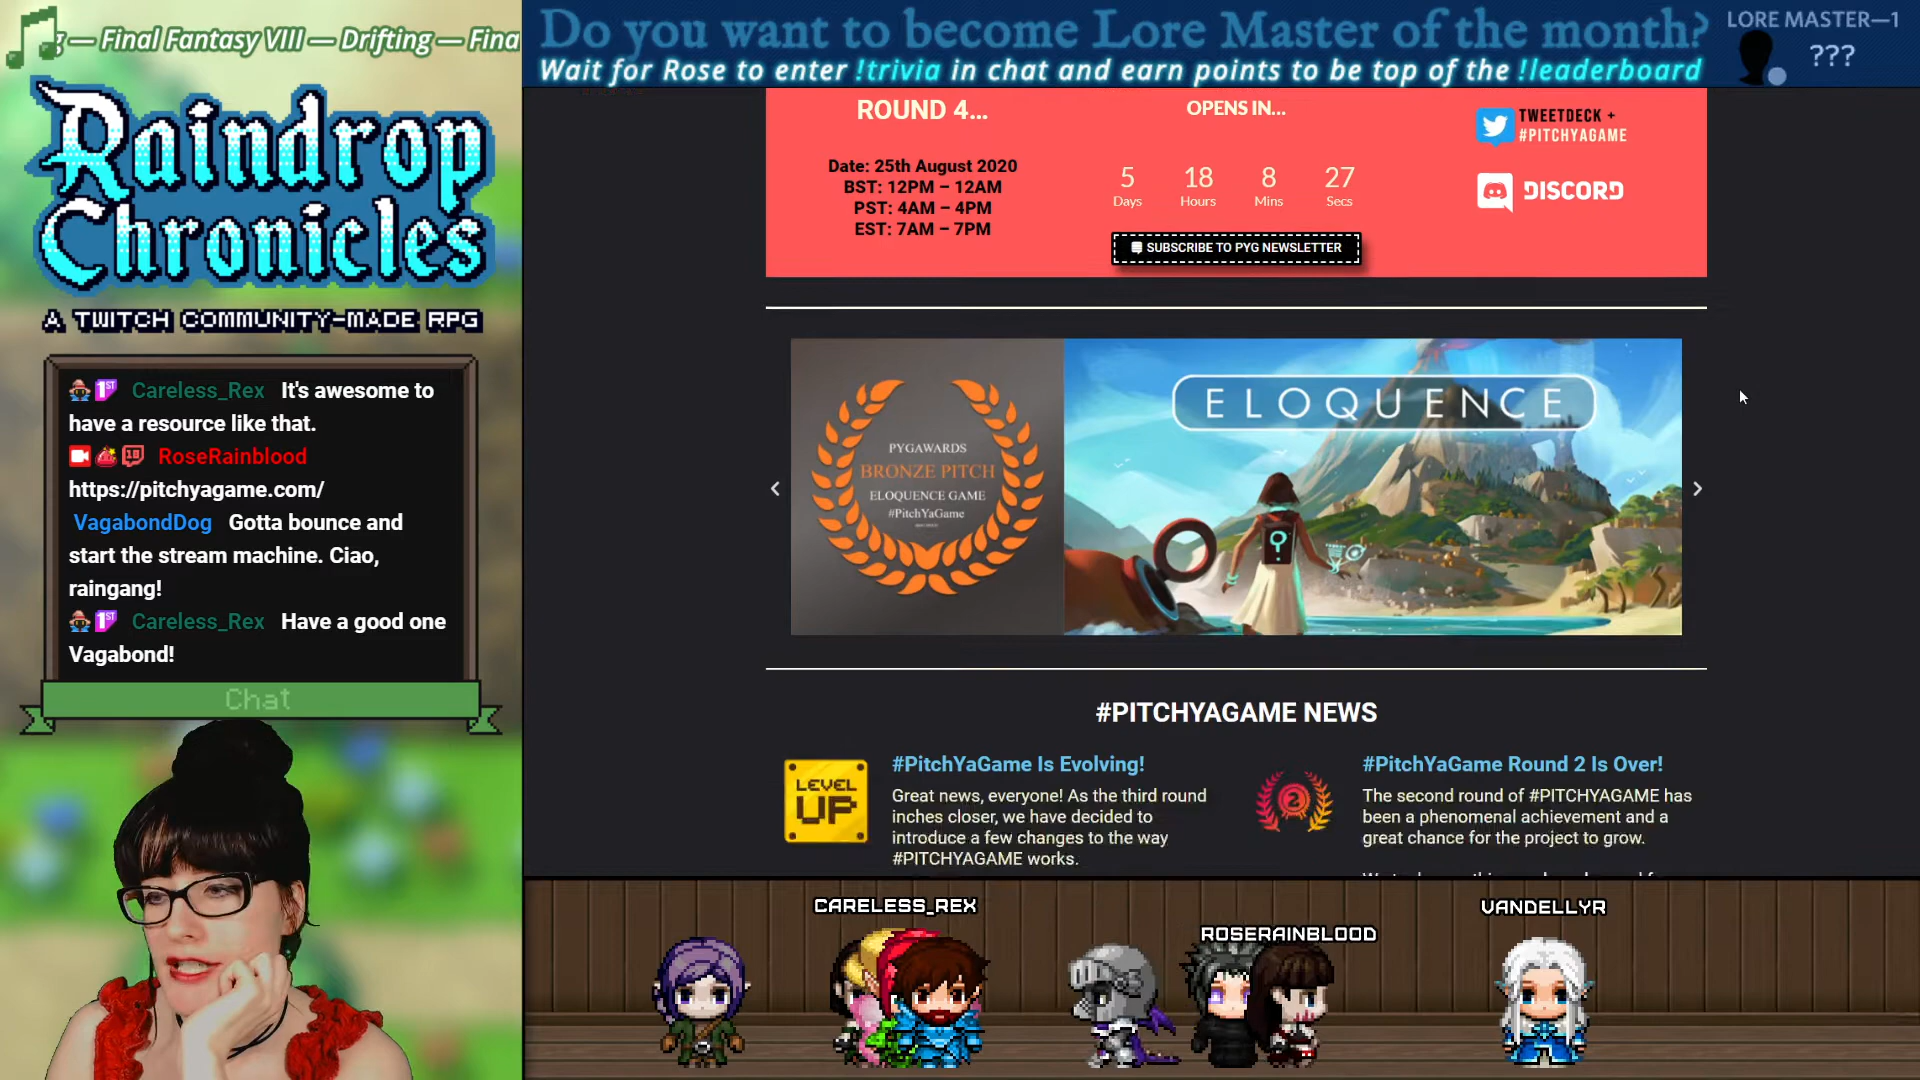 g — Final Fantasy VIII — Drifting — Fina
Raindrop
Chronicles
A TWITCH COMMUNITY-MADE RPG
Careless_Rex It's awesome to
have a resource like that.
RoseRainblood
https://pitchyagame.com/
VagabondDog Gotta bounce and
start the stream machine. Ciao,
raingang!
Careless_Rex Have a good one
Vagabond!
Chat
Do you want to become Lore Master of the month?
Wait for Rose to enter !trivia in chat and earn points to be top of the !leaderboard
LORE MASTER—1
???
ROUND 4...
Date: 25th August 2020
BST: 12PM – 12AM
PST: 4AM – 4PM
EST: 7AM – 7PM
OPENS IN...
5 18 8 27
Days Hours Mins Secs
SUBSCRIBE TO PYG NEWSLETTER
TWEETDECK +
#PITCHYAGAME
DISCORD
PYGAWARDS
BRONZE PITCH
ELOQUENCE GAME
#PitchYaGame
ELOQUENCE
#PITCHYAGAME NEWS
LEVEL
UP
#PitchYaGame Is Evolving!
Great news, everyone! As the third round
inches closer, we have decided to
introduce a few changes to the way
#PITCHYAGAME works.
2
#PitchYaGame Round 2 Is Over!
The second round of #PITCHYAGAME has
been a phenomenal achievement and a
great chance for the project to grow.
CARELESS_REX
ROSERAINBLOOD
VANDELLYR